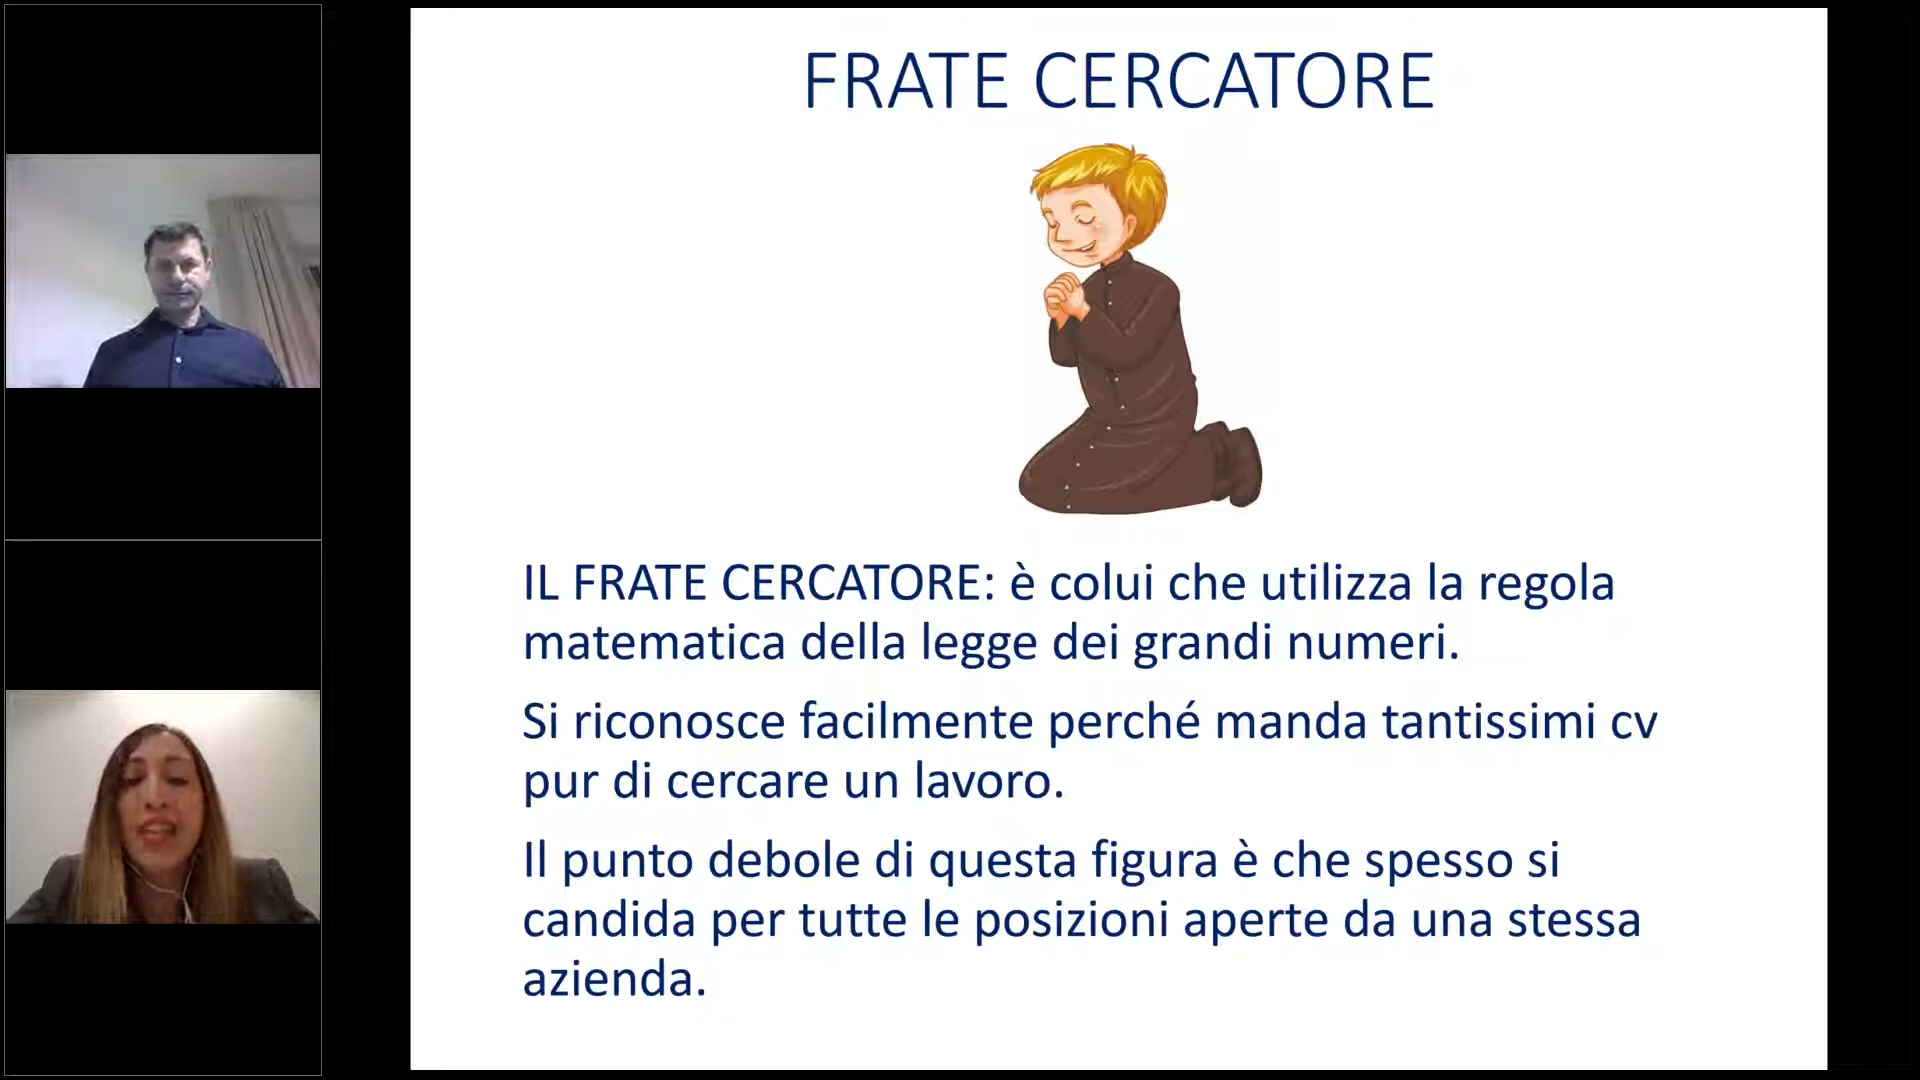 FRATE CERCATORE
IL FRATE CERCATORE: è colui che utilizza la regola
matematica della legge dei grandi numeri.
Si riconosce facilmente perché manda tantissimi cv
pur di cercare un lavoro.
Il punto debole di questa figura è che spesso si
candida per tutte le posizioni aperte da una stessa
azienda.